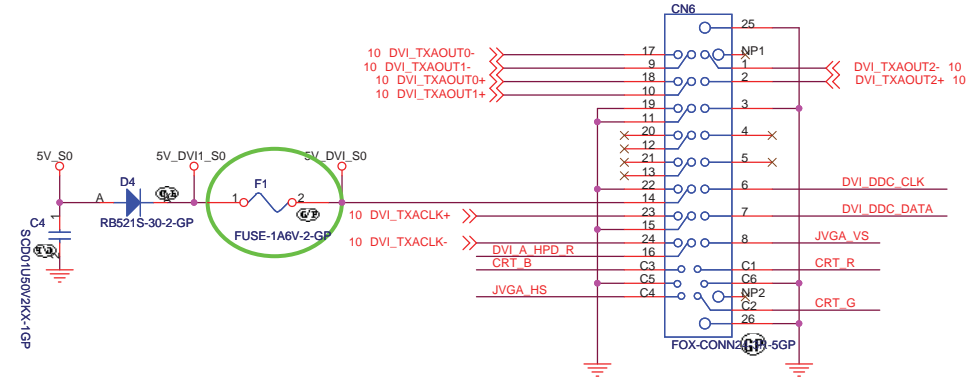 CN6
25
10 DVI_TXAOUT0- 17 NP1
10 DVI_TXAOUT1- 9 1 DVI_TXAOUT2- 10
10 DVI_TXAOUT0+ 18 2 DVI_TXAOUT2+ 10
10 DVI_TXAOUT1+ 10
19 3
11
20 4
12
21 5
13
5V_S0 5V_DVI1_S0 5V_DVI_S0
D4 F1
A 1 2
22 6 DVI_DDC_CLK
14
RB521S-30-2-GP
FUSE-1A6V-2-GP
C4 1
SCD01U50V2KX-1GP
10 DVI_TXACLK+ 23 7 DVI_DDC_DATA
15
10 DVI_TXACLK- 24 8 JVGA_VS
DVI_A_HPD_R 16
CRT_B C3 C1 CRT_R
C5 C6
JVGA_HS C4 NP2
C2 CRT_G
26
GP